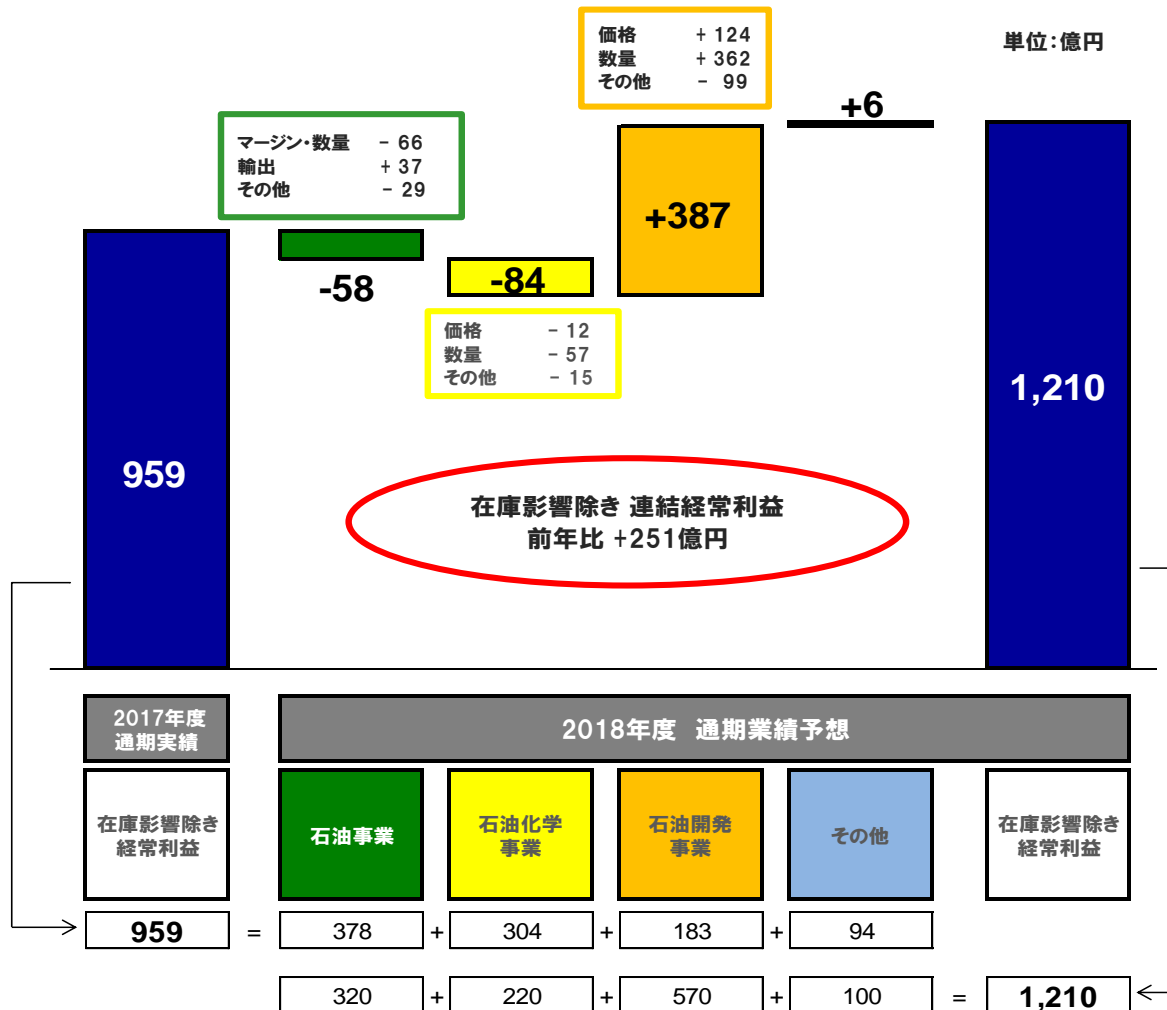 単位：億円
価格 + 124
数量 + 362
その他 - 99
+6
マージン・数量 - 66
輸出 + 37
その他 - 29
+387
-58
-84
価格 - 12
数量 - 57
その他 - 15
959
1,210
在庫影響除き 連結経常利益
前年比 +251億円
2017年度
通期実績
2018年度 通期業績予想
在庫影響除き
経常利益
石油事業
石油化学
事業
石油開発
事業
その他
在庫影響除き
経常利益
959 = 378 + 304 + 183 + 94
320 + 220 + 570 + 100 = 1,210